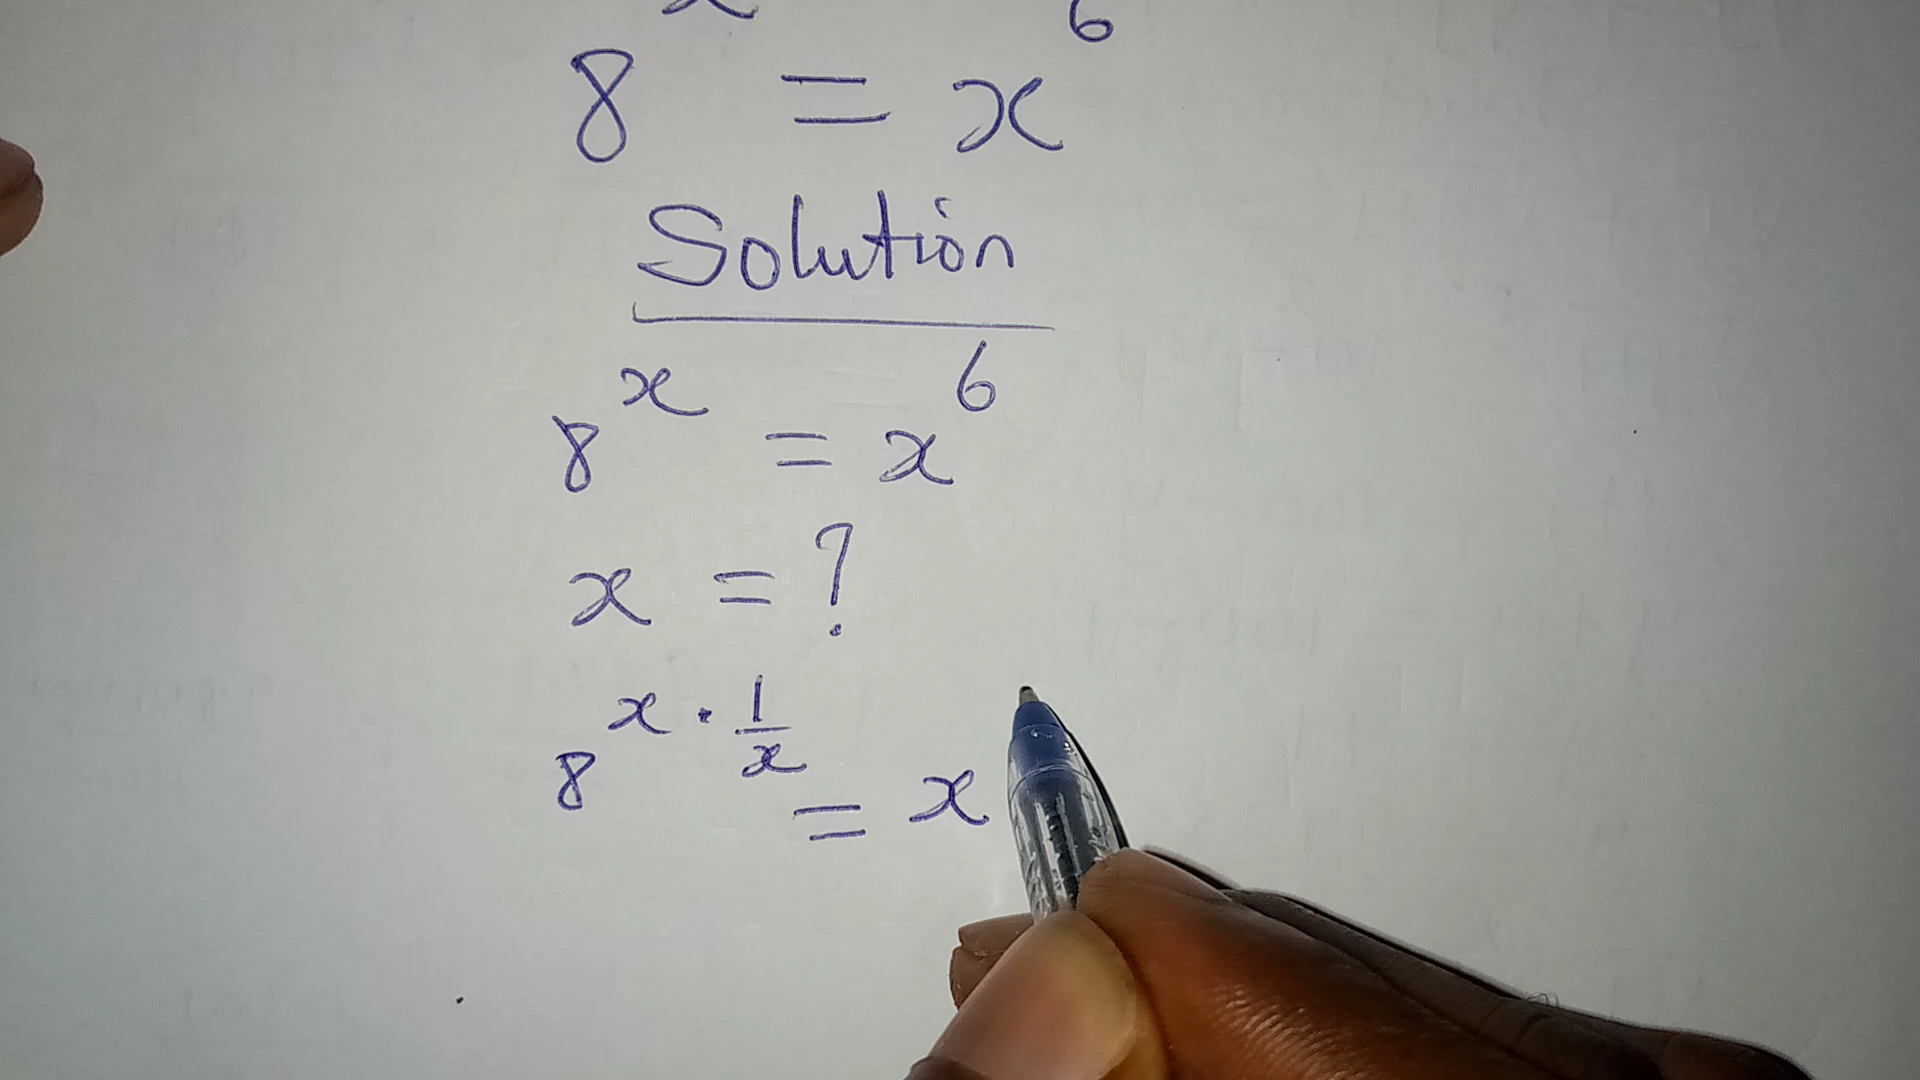 8^x = x^6
Solution
8^x = x^6
x = ?
8^{x · 1/x} = x